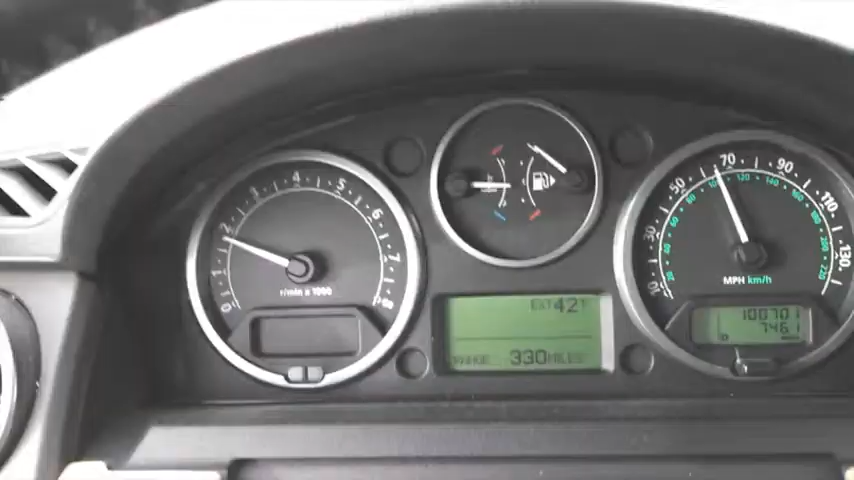 0 1 2 3 4 5 6 7 8
r/min x 1000
10 30 50 70 90 110 130
20 40 60 80 100 120 140 160 180 200 220
MPH km/h
EXT 42°F
RANGE 330 MILES
100701
746.1
D